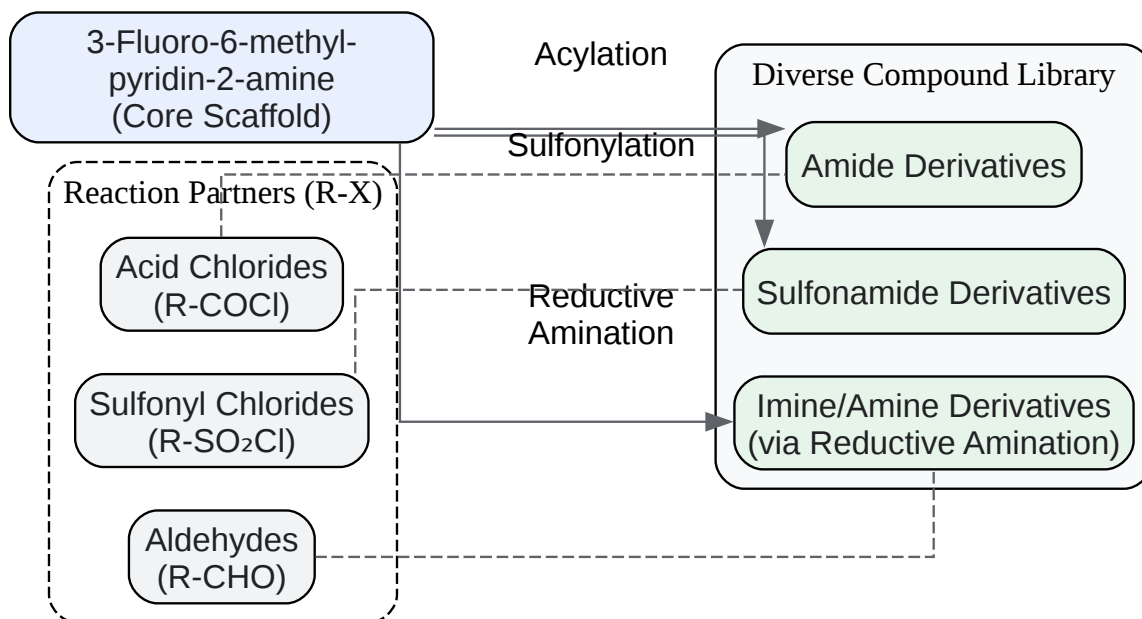 3-Fluoro-6-methyl-
pyridin-2-amine
(Core Scaffold)
Acylation
Diverse Compound Library
Sulfonylation
Amide Derivatives
Reaction Partners (R-X)
Acid Chlorides
(R-COCl)
Reductive
Amination
Sulfonamide Derivatives
Sulfonyl Chlorides
(R-SO₂Cl)
Imine/Amine Derivatives
(via Reductive Amination)
Aldehydes
(R-CHO)